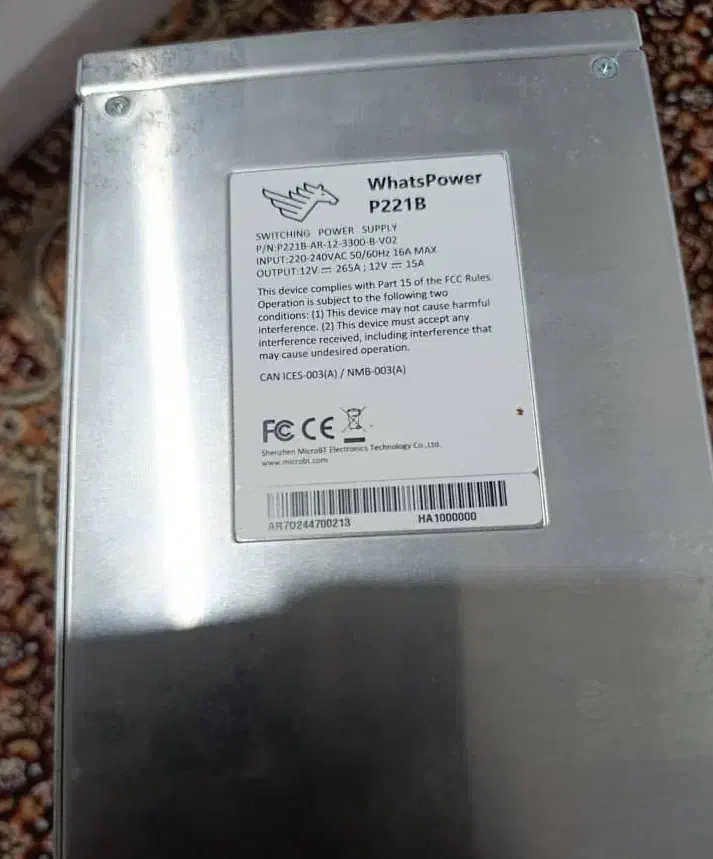 WhatsPower
P221B
SWITCHING POWER SUPPLY
P/N:P221B-AR-12-3300-B-V02
INPUT:220-240VAC 50/60Hz 16A MAX
OUTPUT:12V ⎓ 265A ; 12V ⎓ 15A
This device complies with Part 15 of the FCC Rules.
Operation is subject to the following two
conditions: (1) This device may not cause harmful
interference. (2) This device must accept any
interference received, including interference that
may cause undesired operation.
CAN ICES-003(A) / NMB-003(A)
FC CE
Shenzhen MicroBT Electronics Technology Co.,Ltd.
www.microbt.com
AR70244700213 HA1000000